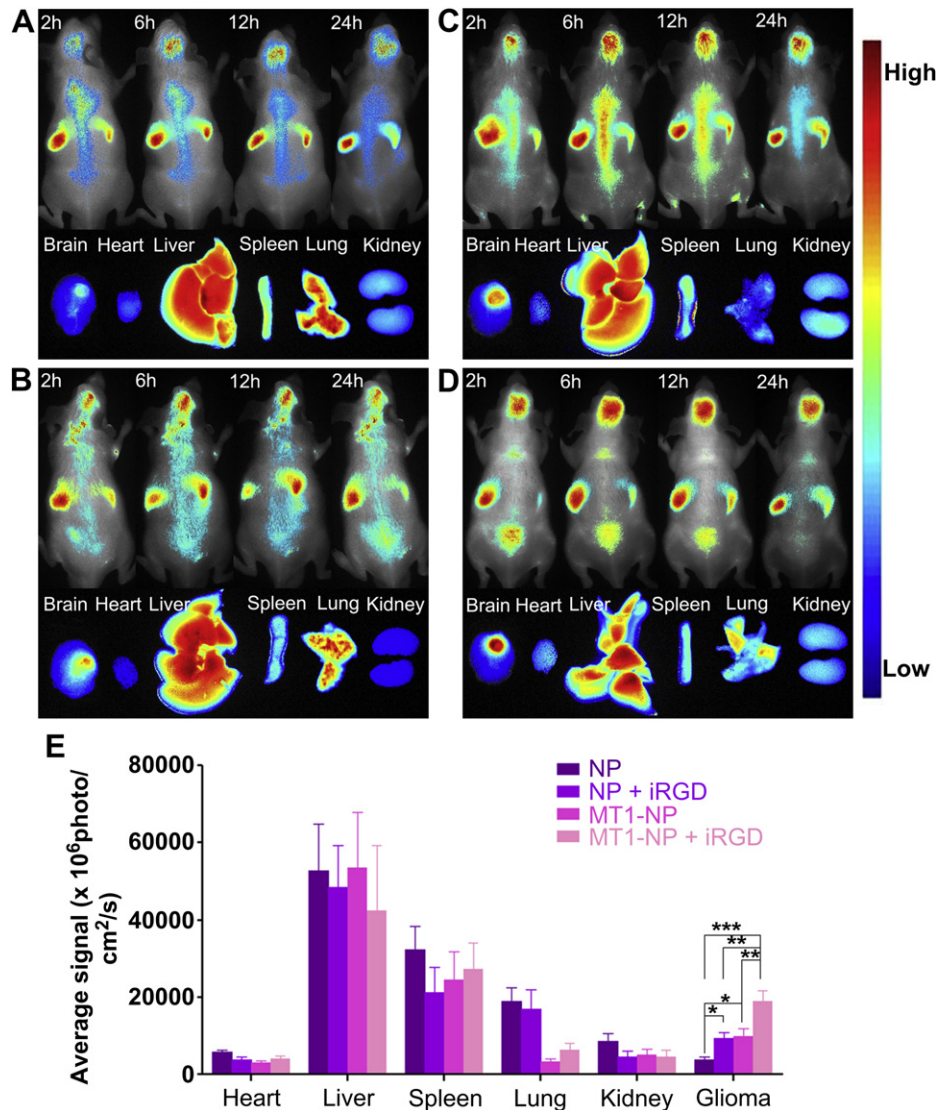 A
2h 6h 12h 24h
Brain Heart Liver Spleen Lung Kidney
C
2h 6h 12h 24h
Brain Heart Liver Spleen Lung Kidney
High
Low
B
2h 6h 12h 24h
Brain Heart Liver Spleen Lung Kidney
D
2h 6h 12h 24h
Brain Heart Liver Spleen Lung Kidney
E
Average signal (x 10⁶photo/
cm²/s)
80000
60000
40000
20000
0
NP
NP + iRGD
MT1-NP
MT1-NP + iRGD
***
**
**
*
*
Heart Liver Spleen Lung Kidney Glioma